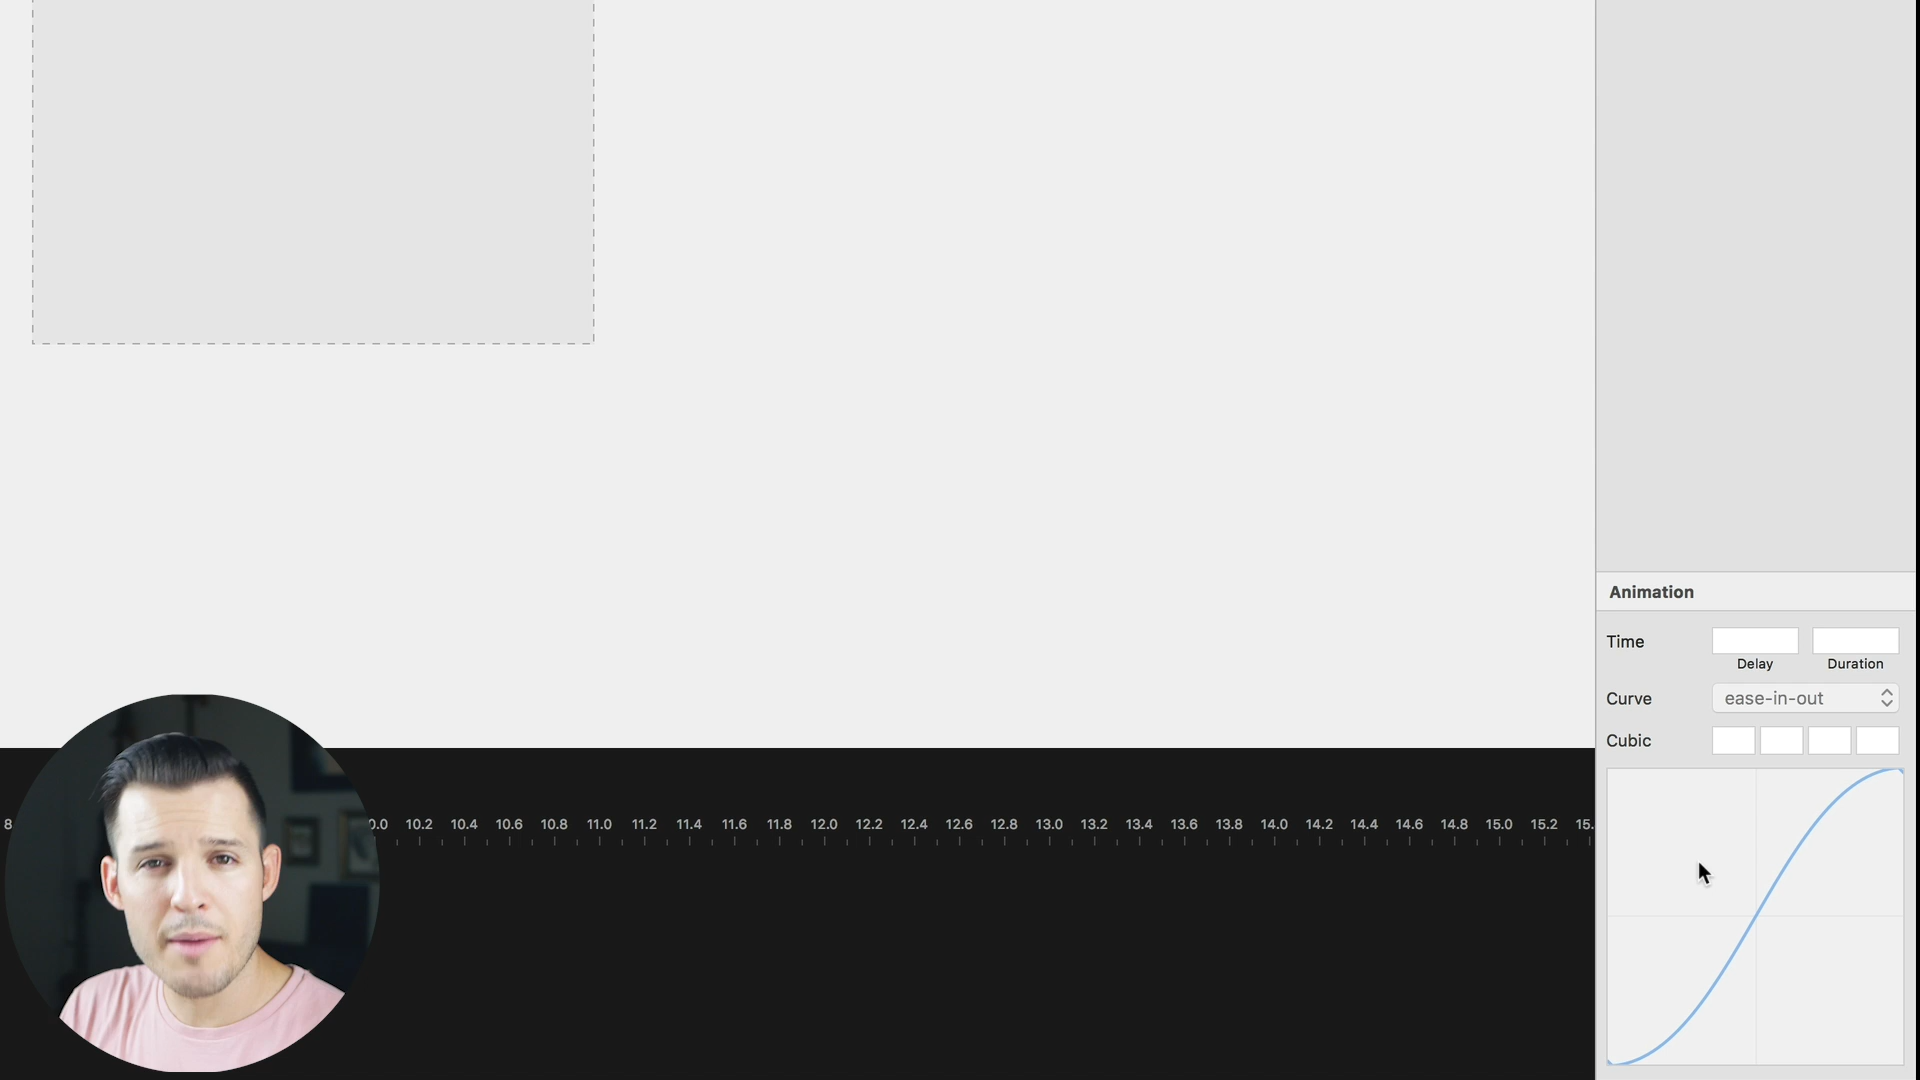 Animation
Time
Delay Duration
Curve ease-in-out
Cubic
8 0.0 10.2 10.4 10.6 10.8 11.0 11.2 11.4 11.6 11.8 12.0 12.2 12.4 12.6 12.8 13.0 13.2 13.4 13.6 13.8 14.0 14.2 14.4 14.6 14.8 15.0 15.2 15.